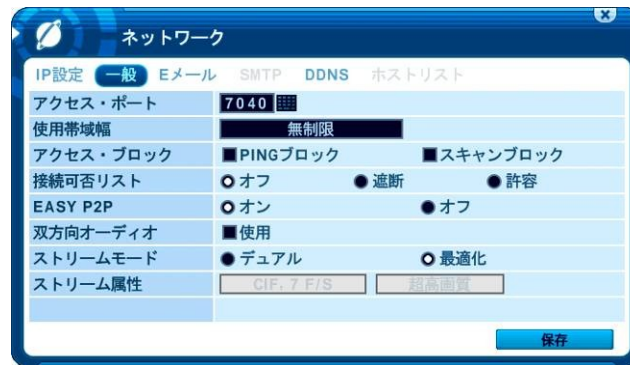 ネットワーク
IP設定 一般 Eメール SMTP DDNS ホストリスト
アクセス・ポート 7040
使用帯域幅 無制限
アクセス・ブロック PINGブロック スキャンブロック
接続可否リスト オフ 遮断 許容
EASY P2P オン オフ
双方向オーディオ 使用
ストリームモード デュアル 最適化
ストリーム属性 CIF, 7 F/S 超高画質
保存